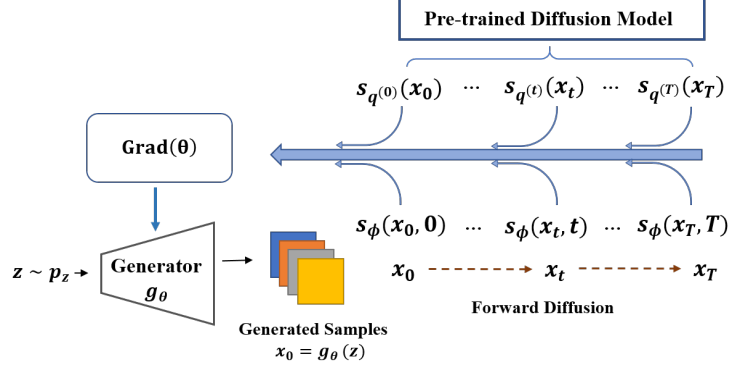 Pre-trained Diffusion Model
s_{q^{(0)}}(x_0) ... s_{q^{(t)}}(x_t) ... s_{q^{(T)}}(x_T)
Grad(θ)
s_ϕ(x_0, 0) ... s_ϕ(x_t, t) ... s_ϕ(x_T, T)
z ~ p_z
Generator
g_θ
x_0 x_t x_T
Forward Diffusion
Generated Samples
x_0 = g_θ(z)